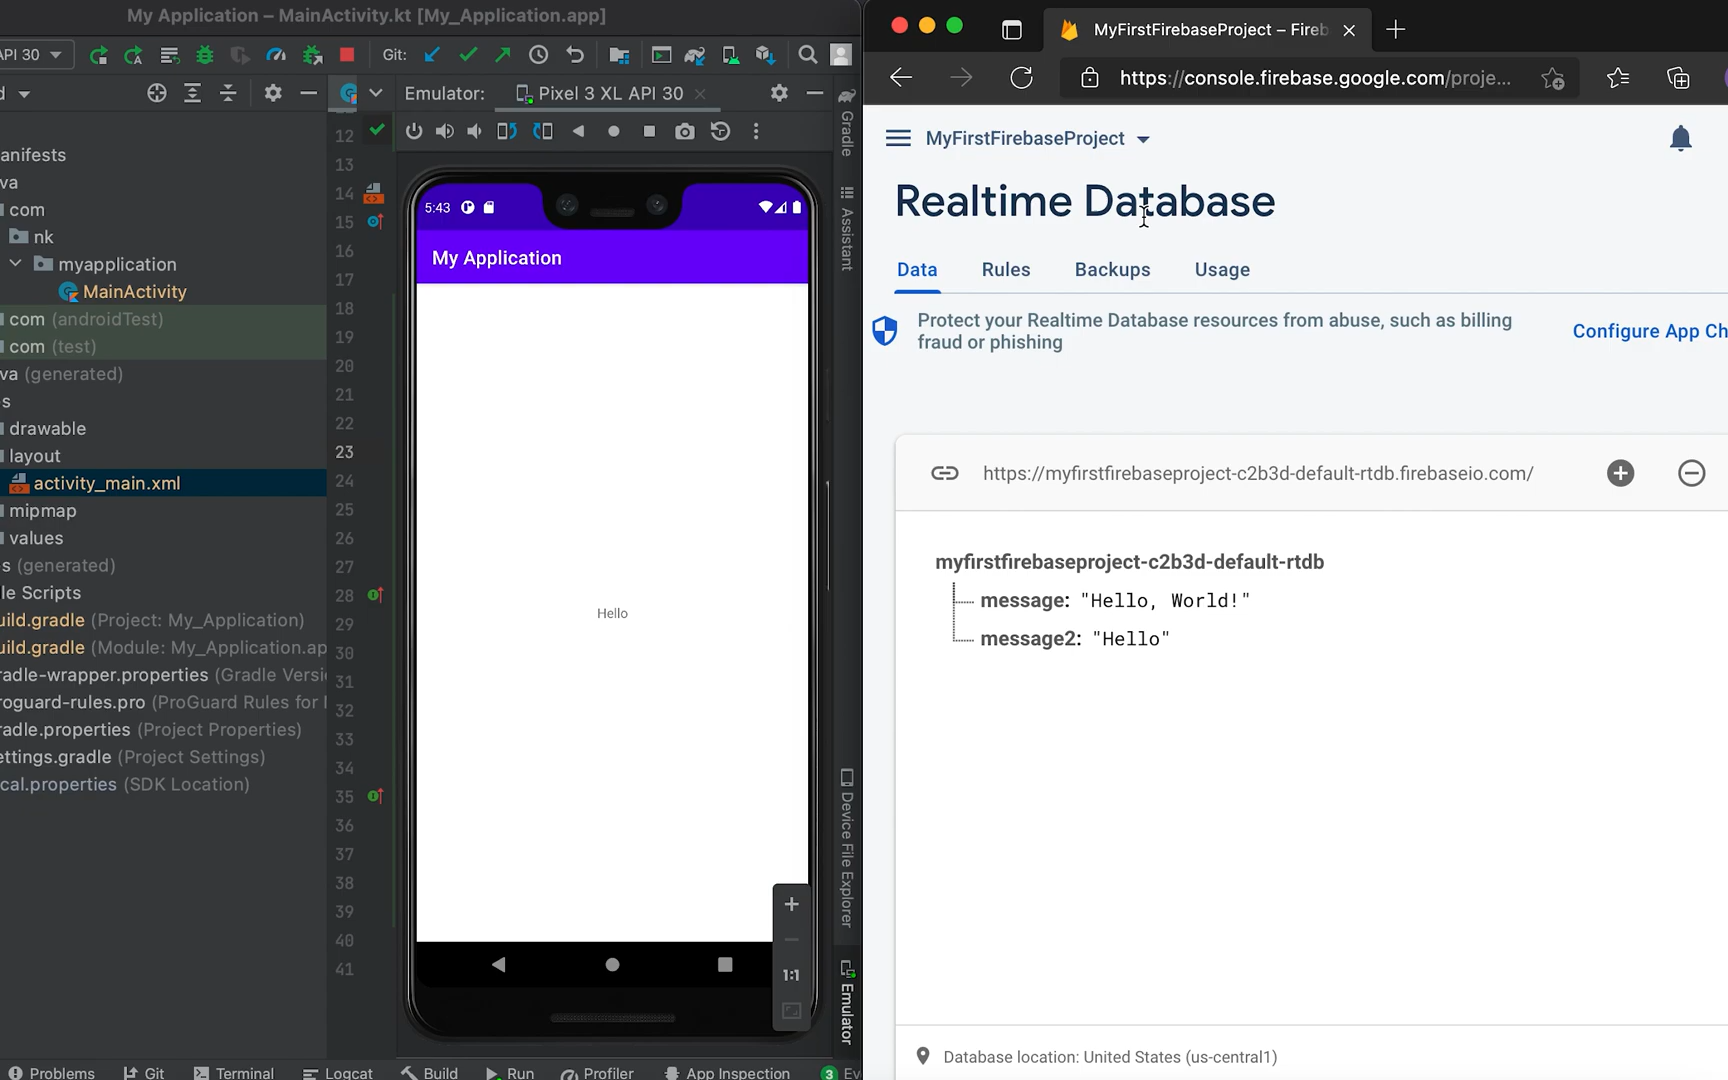 My Application – MainActivity.kt [My_Application.app]
API 30
Git:
d
Emulator:
Pixel 3 XL API 30
anifests
va
com
nk
myapplication
MainActivity
com (androidTest)
com (test)
va (generated)
s
drawable
layout
activity_main.xml
mipmap
values
s (generated)
le Scripts
uild.gradle (Project: My_Application)
uild.gradle (Module: My_Application.ap
radle-wrapper.properties (Gradle Versi
roguard-rules.pro (ProGuard Rules for
radle.properties (Project Properties)
ettings.gradle (Project Settings)
cal.properties (SDK Location)
12
13
14
15
16
17
18
19
20
21
22
23
24
25
26
27
28
29
30
31
32
33
34
35
36
37
38
39
40
41
5:43
My Application
Hello
1:1
Gradle
Assistant
Device File Explorer
Emulator
Problems
Git
Terminal
Logcat
Build
Run
Profiler
App Inspection
3
Ev
MyFirstFirebaseProject – Fireb
https://console.firebase.google.com/proje...
MyFirstFirebaseProject
Realtime Database
Data
Rules
Backups
Usage
Protect your Realtime Database resources from abuse, such as billing
fraud or phishing
Configure App Ch
https://myfirstfirebaseproject-c2b3d-default-rtdb.firebaseio.com/
myfirstfirebaseproject-c2b3d-default-rtdb
message: "Hello, World!"
message2: "Hello"
Database location: United States (us-central1)